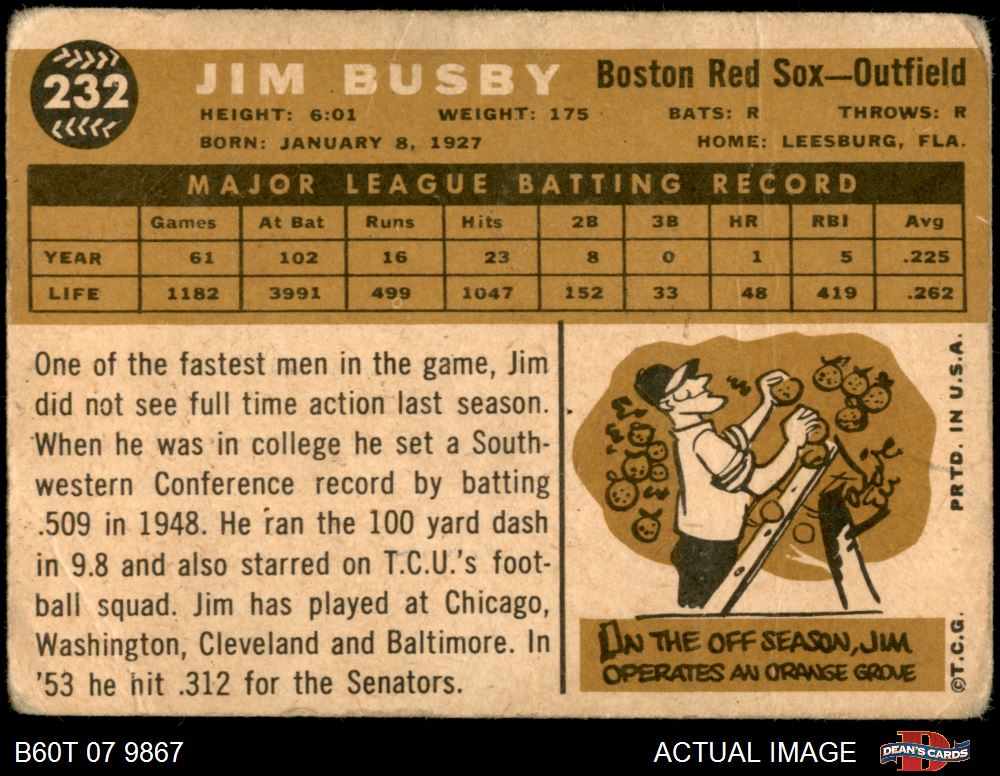 232
JIM BUSBY Boston Red Sox—Outfield
HEIGHT: 6:01 WEIGHT: 175 BATS: R THROWS: R
BORN: JANUARY 8, 1927 HOME: LEESBURG, FLA.
MAJOR LEAGUE BATTING RECORD
Games At Bat Runs Hits 2B 3B HR RBI Avg
YEAR 61 102 16 23 8 0 1 5 .225
LIFE 1182 3991 499 1047 152 33 48 419 .262
One of the fastest men in the game, Jim
did not see full time action last season.
When he was in college he set a South-
western Conference record by batting
.509 in 1948. He ran the 100 yard dash
in 9.8 and also starred on T.C.U.'s foot-
ball squad. Jim has played at Chicago,
Washington, Cleveland and Baltimore. In
'53 he hit .312 for the Senators.
IN THE OFF SEASON, JIM
OPERATES AN ORANGE GROVE
PRTD. IN U.S.A.
©T.C.G.
B60T 07 9867
ACTUAL IMAGE
D
DEAN'S CARDS